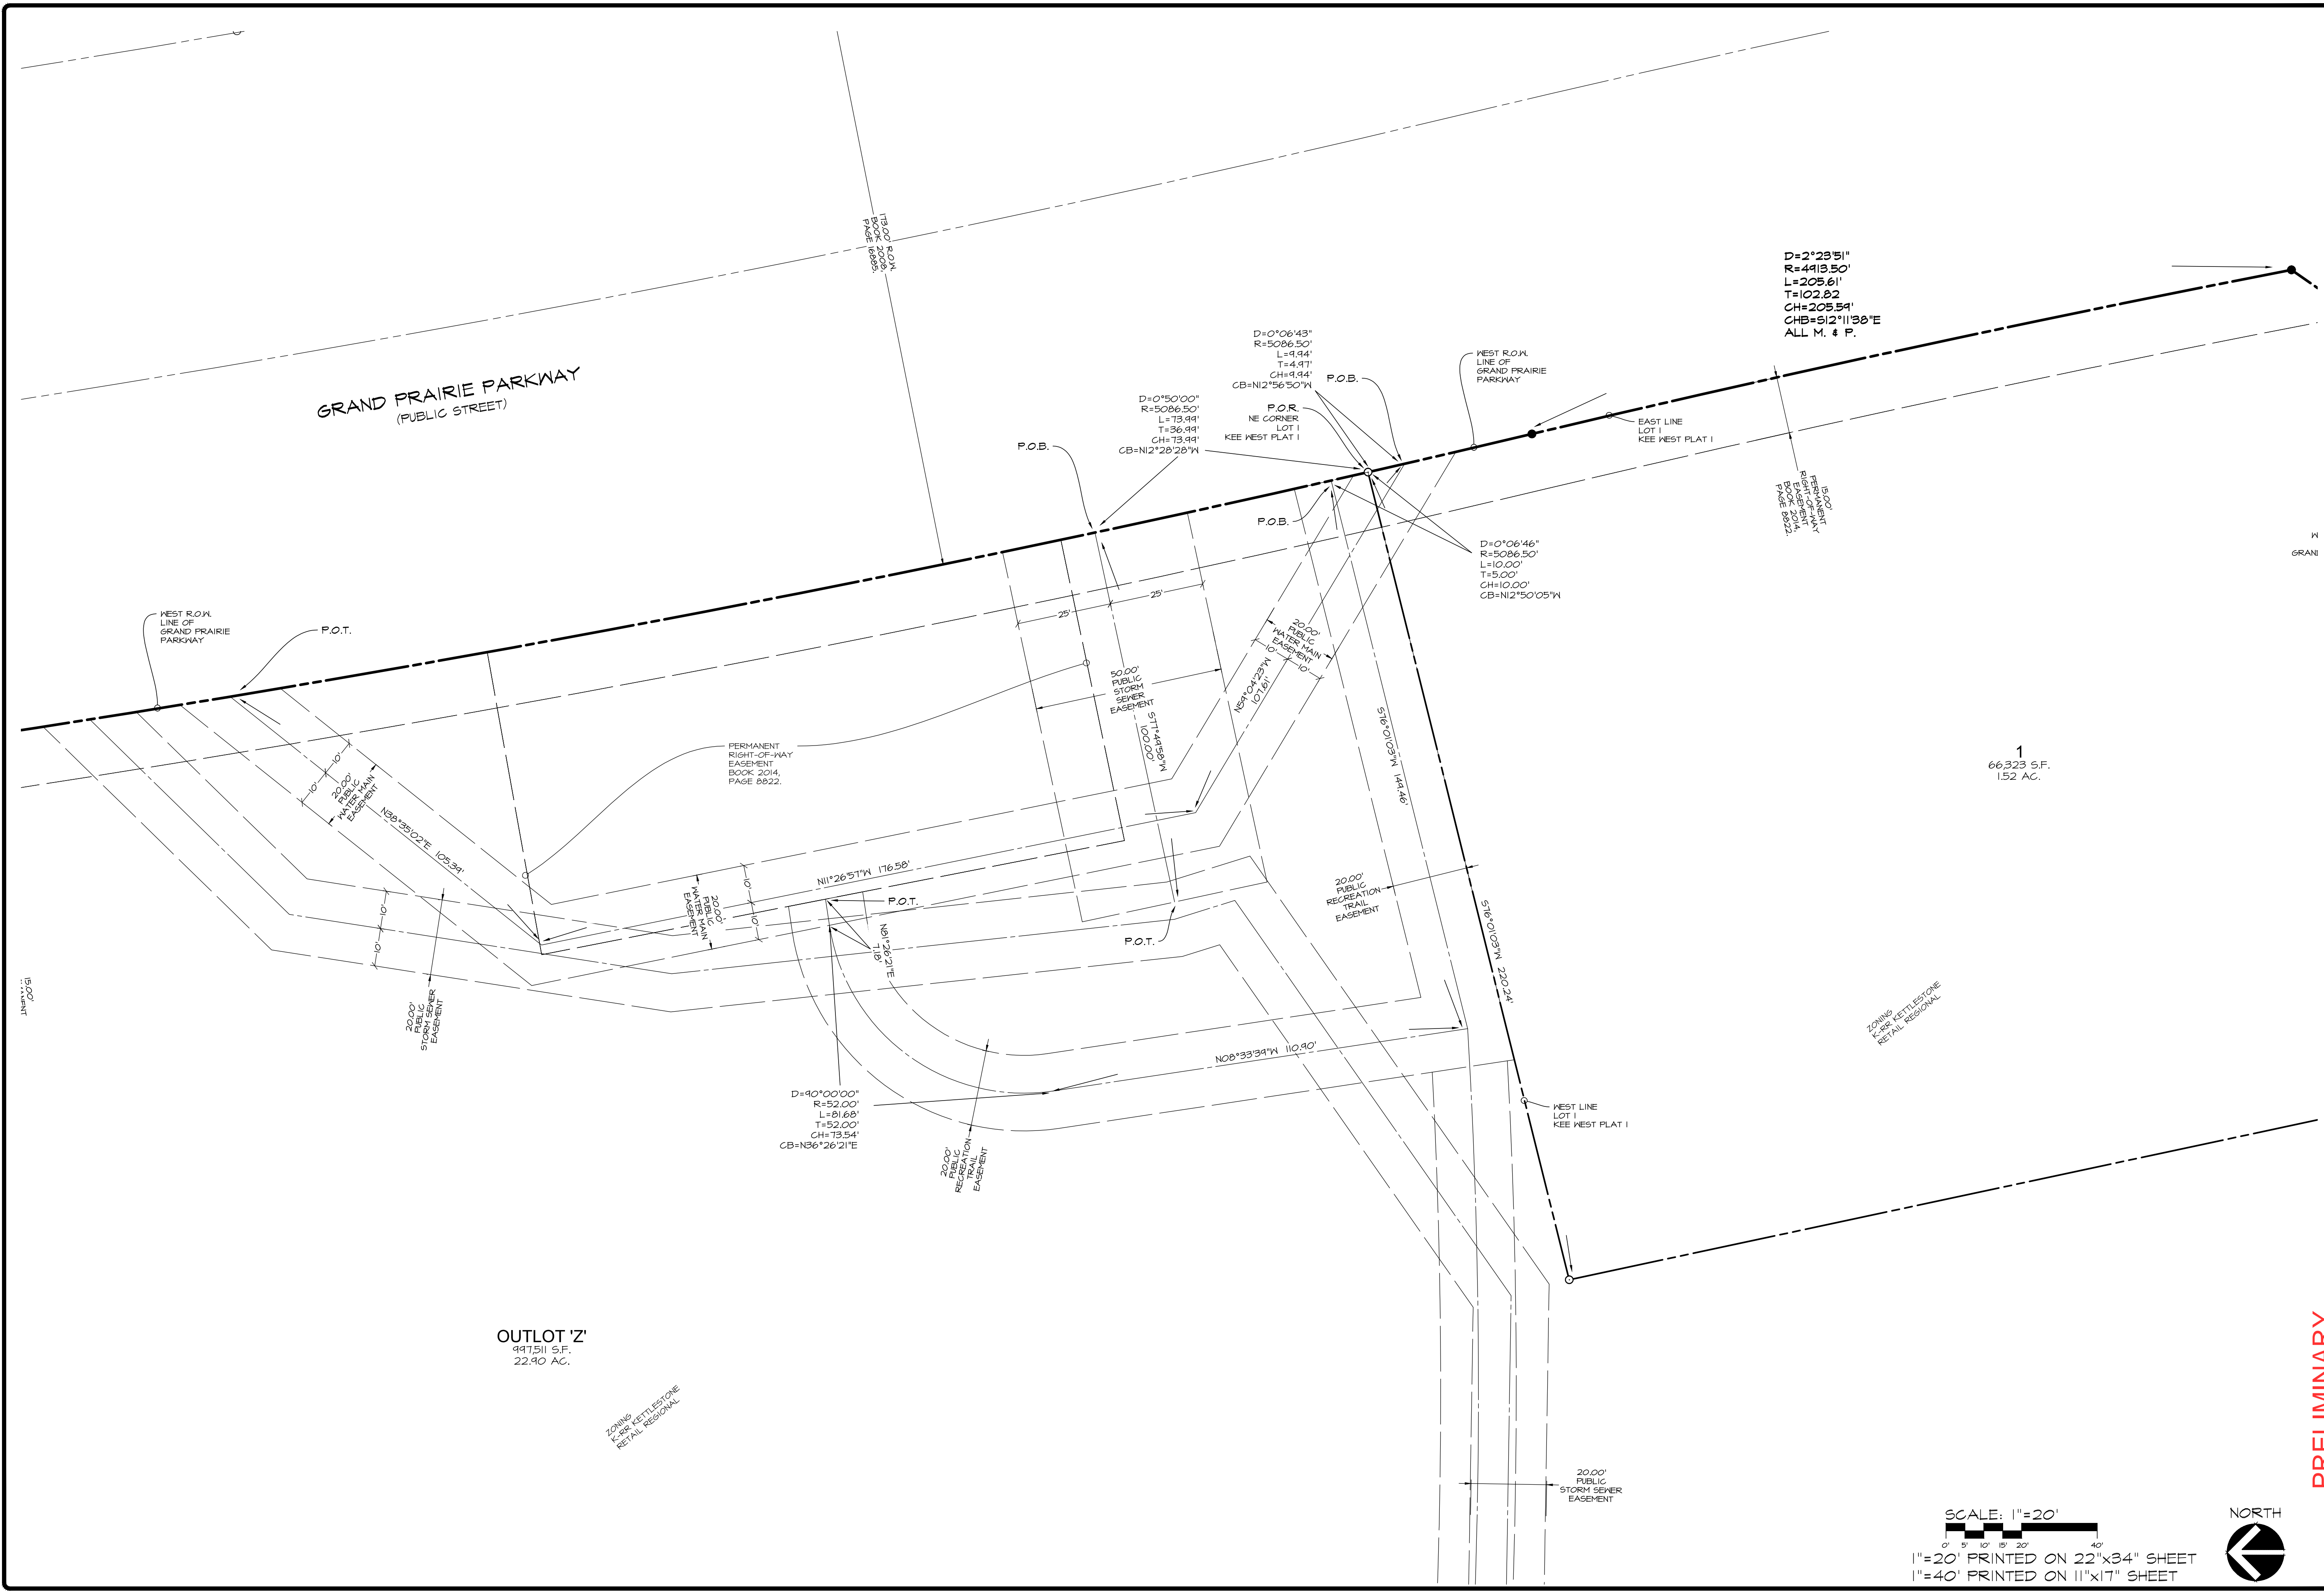 173.00' R.O.W.
BOOK 2008,
PAGE 16885.
GRAND PRAIRIE PARKWAY
(PUBLIC STREET)
D=2°23'51"
R=4913.50'
L=205.61'
T=102.82
CH=205.59'
CHB=S12°11'38"E
ALL M. & P.
D=0°06'43"
R=5086.50'
L=9.94'
T=4.97'
CH=9.94'
CB=N12°56'50"W
P.O.B.
WEST R.O.W.
LINE OF
GRAND PRAIRIE
PARKWAY
D=0°50'00"
R=5086.50'
L=73.99'
T=36.99'
CH=73.99'
CB=N12°28'28"W
P.O.R.
NE CORNER
LOT 1
KEE WEST PLAT 1
EAST LINE
LOT 1
KEE WEST PLAT 1
P.O.B.
P.O.B.
15.00'
PERMANENT
RIGHT-OF-WAY
EASEMENT
BOOK 2014,
PAGE 8822.
D=0°06'46"
R=5086.50'
L=10.00'
T=5.00'
CH=10.00'
CB=N12°50'05"W
W
GRAN
WEST R.O.W.
LINE OF
GRAND PRAIRIE
PARKWAY
P.O.T.
25'
25'
20.00'
PUBLIC
WATER MAIN
EASEMENT
10'
10'
N59°04'23"W
107.61'
50.00'
PUBLIC
STORM
SEWER
EASEMENT
S77°49'58"W
100.00'
S76°01'03"W 149.46'
PERMANENT
RIGHT-OF-WAY
EASEMENT
BOOK 2014,
PAGE 8822.
1
66,323 S.F.
1.52 AC.
10'
10'
20.00'
PUBLIC
WATER MAIN
EASEMENT
N38°35'02"E 105.39'
N11°26'57"W 176.58'
20.00'
PUBLIC
WATER MAIN
EASEMENT
10'
10'
P.O.T.
N81°26'21"E
7.18'
P.O.T.
20.00'
PUBLIC
RECREATION
TRAIL
EASEMENT
S76°01'03"W 220.24'
10'
10'
15.00'
20.00'
PUBLIC
STORM SEWER
EASEMENT
ZONING
K-RR KETTLESTONE
RETAIL REGIONAL
N08°33'39"W 110.90'
D=90°00'00"
R=52.00'
L=81.68'
T=52.00'
CH=73.54'
CB=N36°26'21"E
20.00'
PUBLIC
RECREATION
TRAIL
EASEMENT
WEST LINE
LOT 1
KEE WEST PLAT 1
OUTLOT 'Z'
997,511 S.F.
22.90 AC.
ZONING
K-RR KETTLESTONE
RETAIL REGIONAL
20.00'
PUBLIC
STORM SEWER
EASEMENT
PRELIMINARY
SCALE: 1"=20'
0' 5' 10' 15' 20' 40'
1"=20' PRINTED ON 22"x34" SHEET
1"=40' PRINTED ON 11"x17" SHEET
NORTH